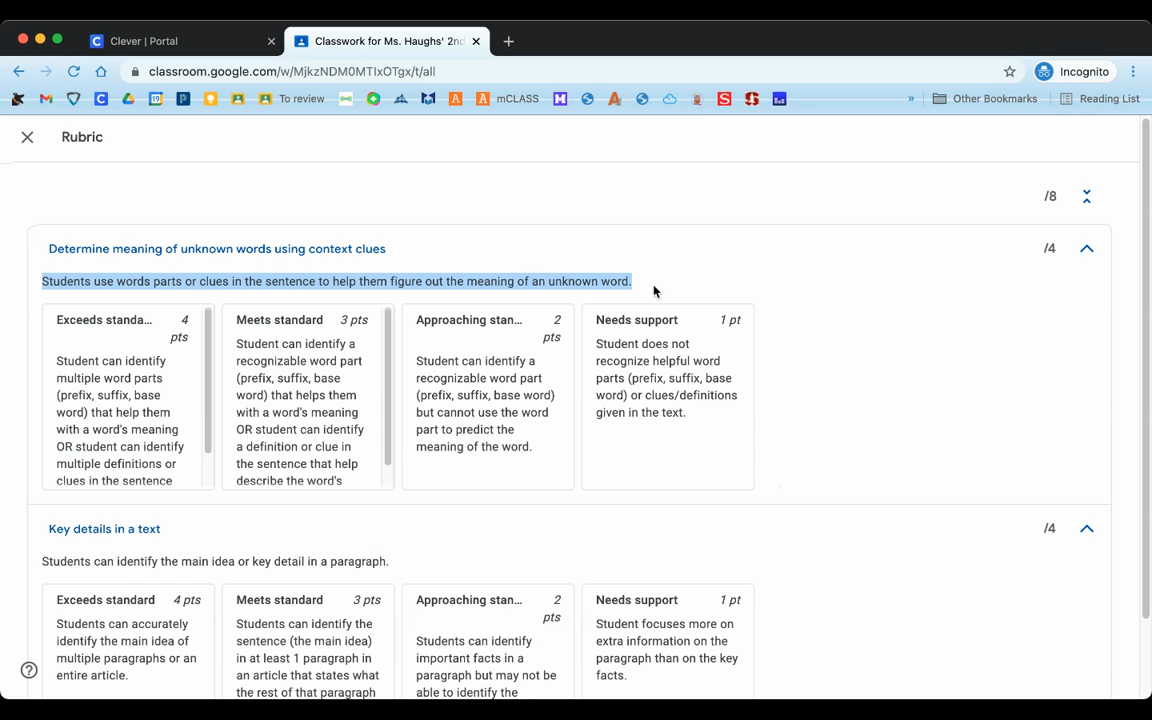 Clever | Portal
Classwork for Ms. Haughs' 2nd
classroom.google.com/w/MjkzNDM0MTIxOTgx/t/all
Incognito
To review
mCLASS
»
Other Bookmarks
Reading List
Rubric
/8
Determine meaning of unknown words using context clues
/4
Students use words parts or clues in the sentence to help them figure out the meaning of an unknown word.
Exceeds standa... 4
pts
Student can identify
multiple word parts
(prefix, suffix, base
word) that help them
with a word's meaning
OR student can identify
multiple definitions or
clues in the sentence
Meets standard 3 pts
Student can identify a
recognizable word part
(prefix, suffix, base
word) that helps them
with a word's meaning
OR student can identify
a definition or clue in
the sentence that help
describe the word's
Approaching stan... 2
pts
Student can identify a
recognizable word part
(prefix, suffix, base word)
but cannot use the word
part to predict the
meaning of the word.
Needs support 1 pt
Student does not
recognize helpful word
parts (prefix, suffix, base
word) or clues/definitions
given in the text.
Key details in a text
/4
Students can identify the main idea or key detail in a paragraph.
Exceeds standard 4 pts
Students can accurately
identify the main idea of
multiple paragraphs or an
entire article.
Meets standard 3 pts
Students can identify the
sentence (the main idea)
in at least 1 paragraph in
an article that states what
the rest of that paragraph
Approaching stan... 2
pts
Students can identify
important facts in a
paragraph but may not be
able to identify the
Needs support 1 pt
Student focuses more on
extra information on the
paragraph than on the key
facts.